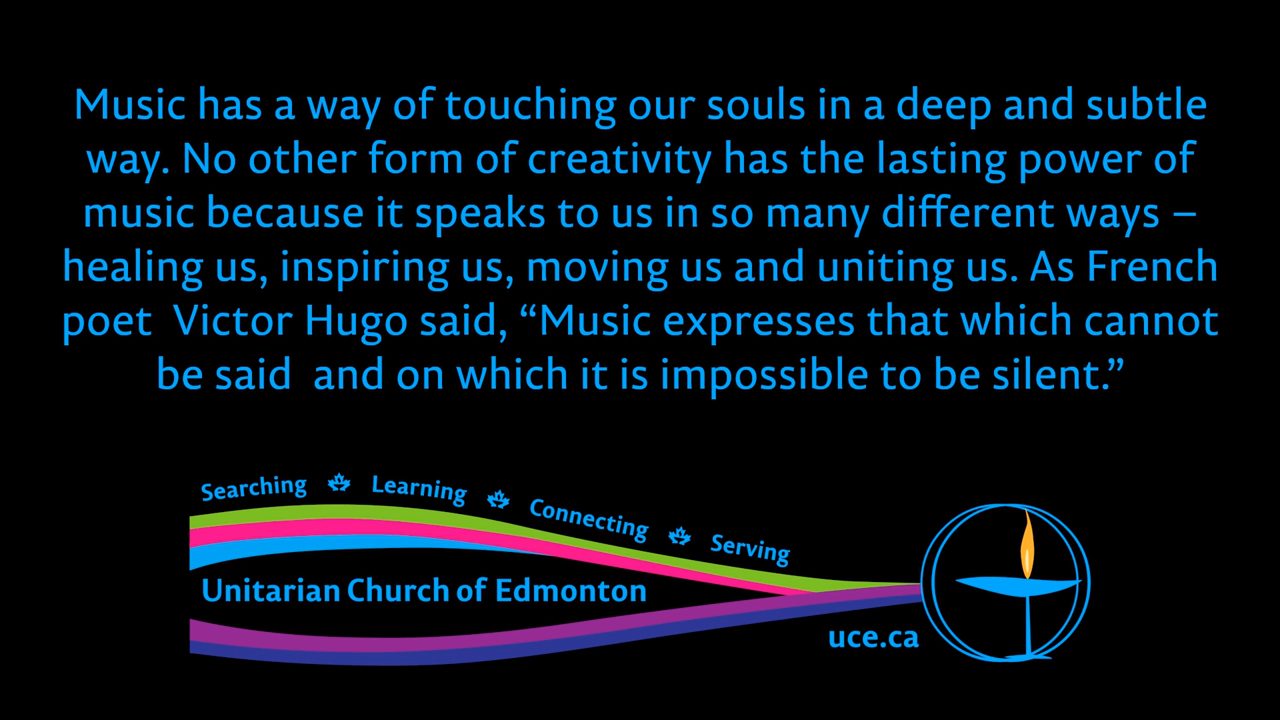 Music has a way of touching our souls in a deep and subtle
way. No other form of creativity has the lasting power of
music because it speaks to us in so many different ways –
healing us, inspiring us, moving us and uniting us. As French
poet  Victor Hugo said, “Music expresses that which cannot
be said  and on which it is impossible to be silent.”
Searching Learning Connecting Serving
Unitarian Church of Edmonton
uce.ca